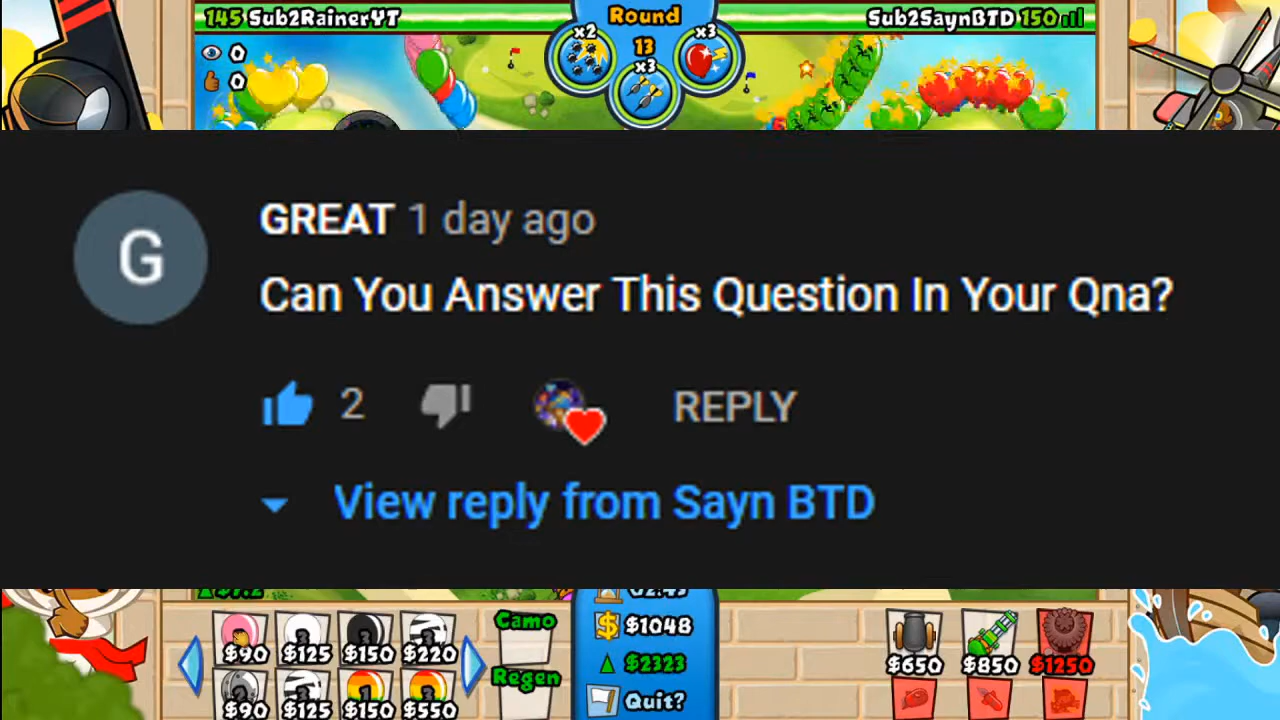 145 Sub2RainerYT
Round
Sub2SaynBTD 150
13
x2
x3
x3
0
0
G
GREAT 1 day ago
Can You Answer This Question In Your Qna?
2
REPLY
View reply from Sayn BTD
$90
$125
$150
$220
Camo
$1048
$650
$850
$1250
$2323
Regen
$90
$125
$150
$550
Quit?